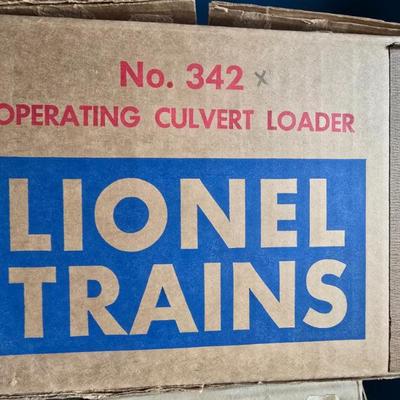 No. 342 x
OPERATING CULVERT LOADER
LIONEL
TRAINS